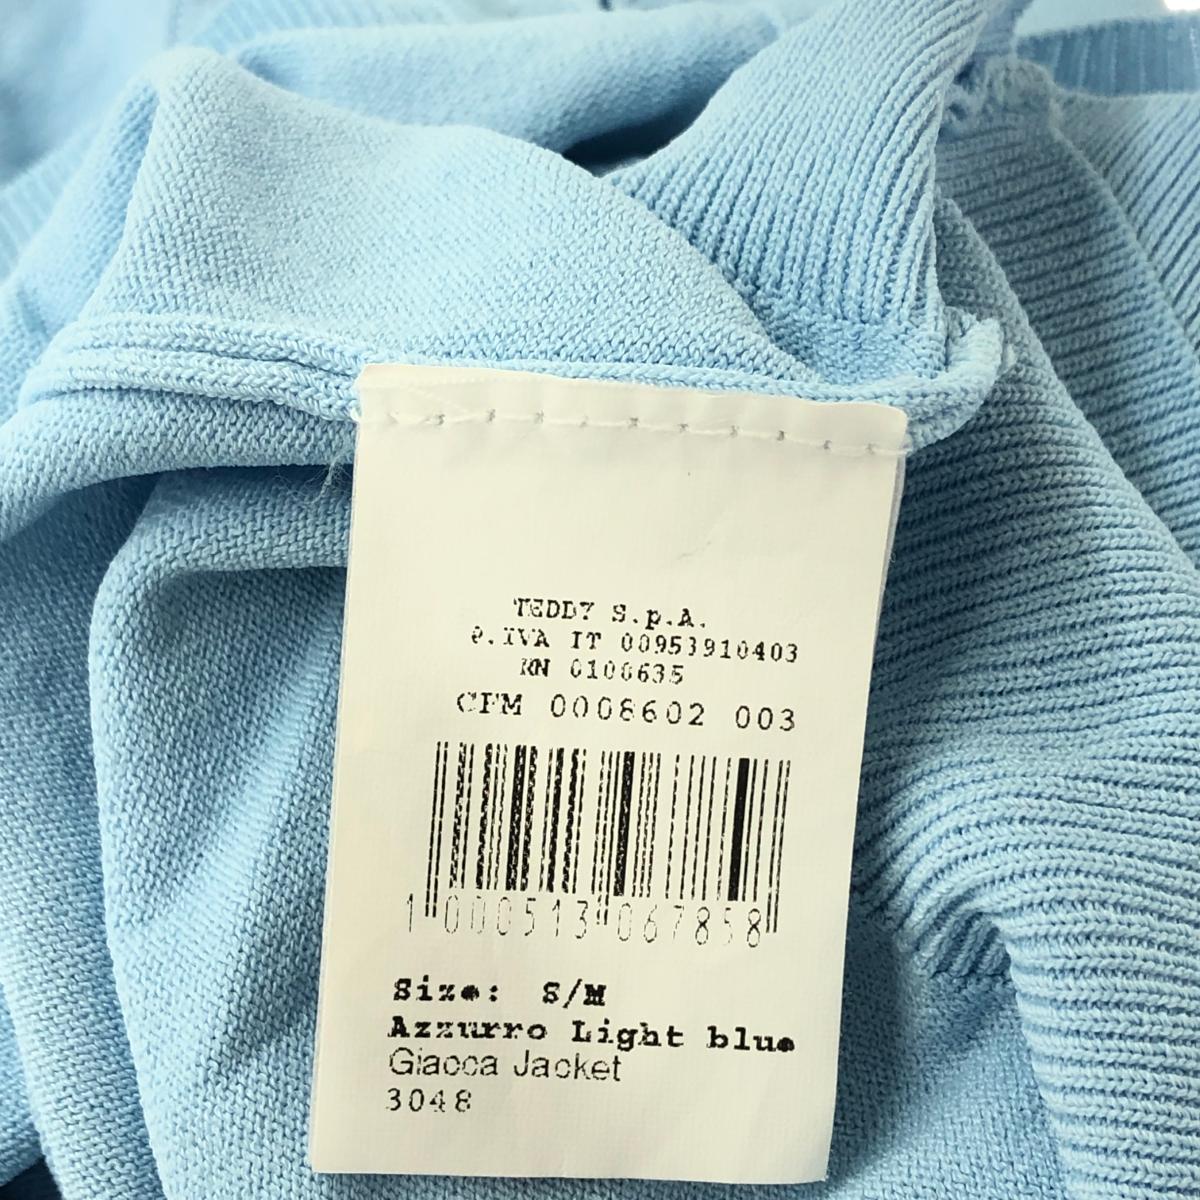 TEDDY S.p.A.
P.IVA IT 00953910403
RN 0100635
CFM 0008602 003
1 000513 067858
Size: S/M
Azzurro Light blue
Giacca Jacket
3048